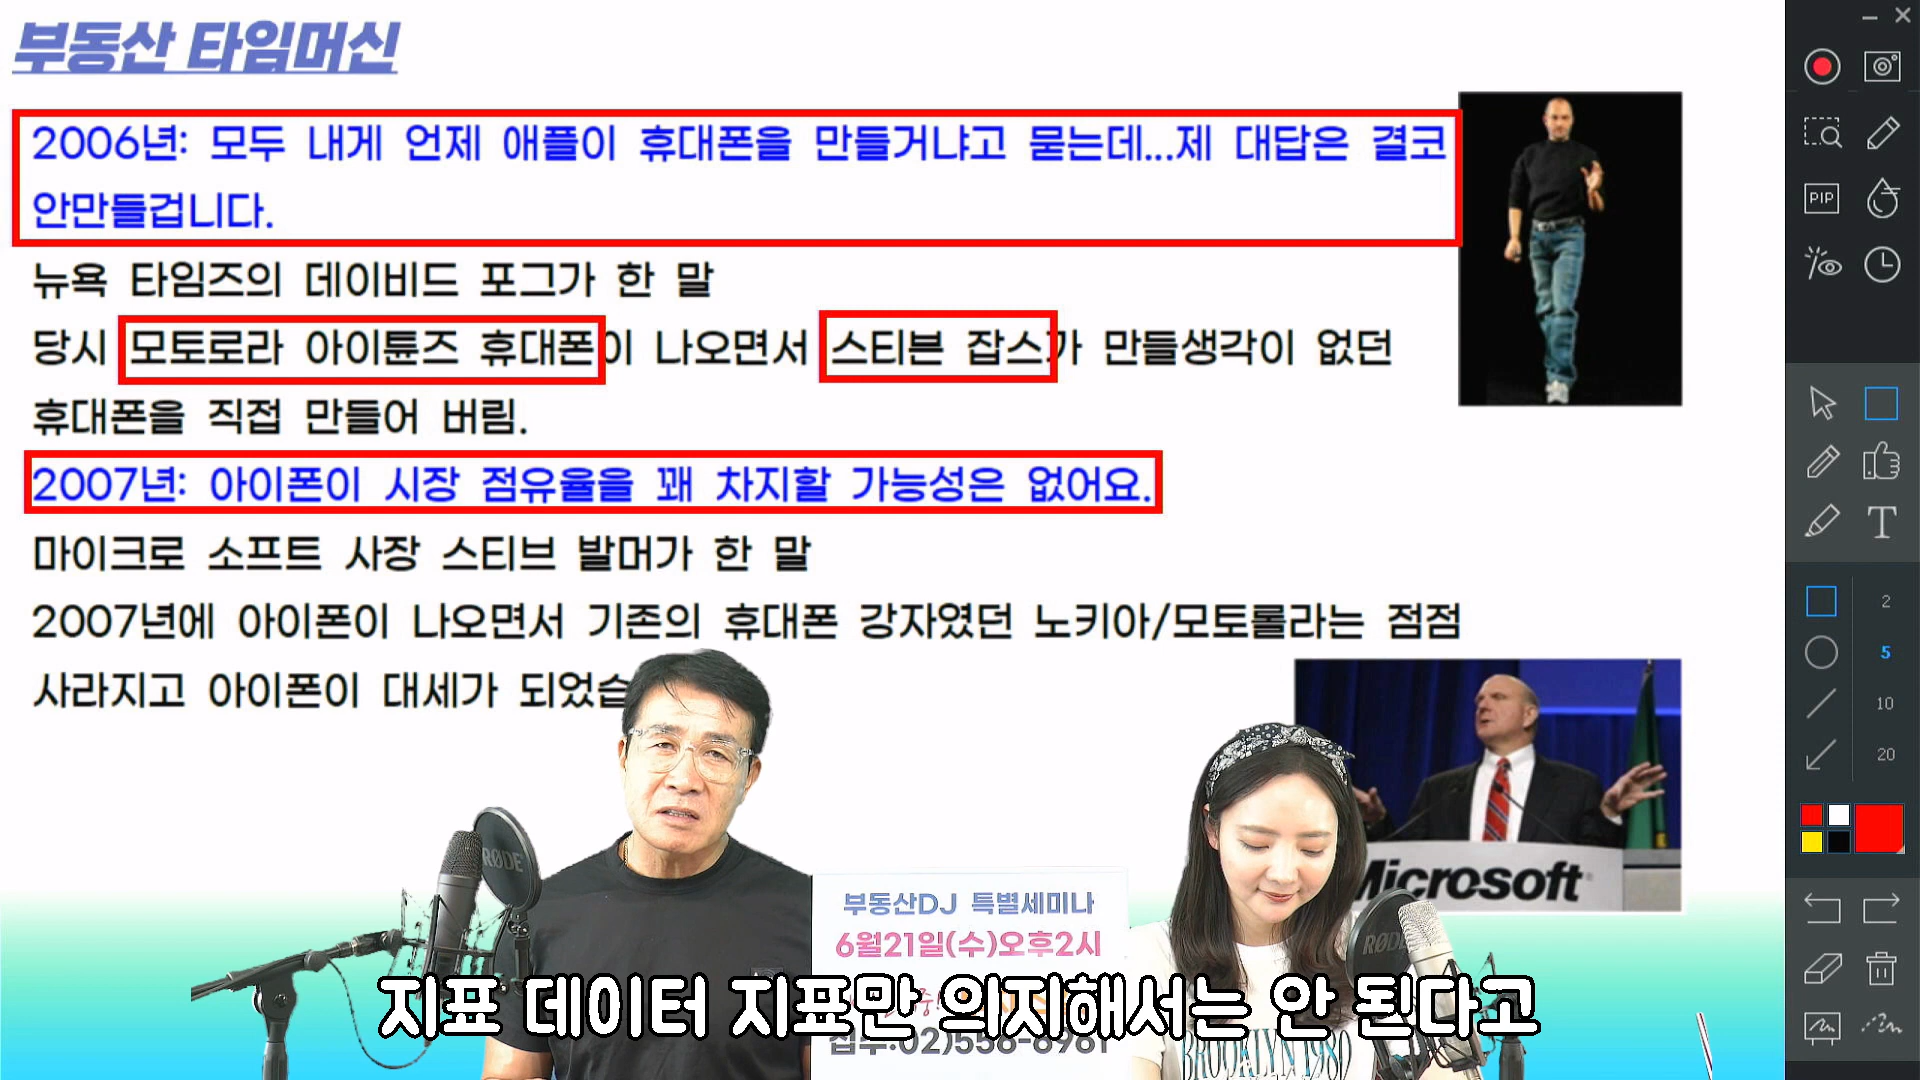 부동산 타임머신
2006년: 모두 내게 언제 애플이 휴대폰을 만들거냐고 묻는데...제 대답은 결코
안만들겁니다.
뉴욕 타임즈의 데이비드 포그가 한 말
당시 모토로라 아이튠즈 휴대폰이 나오면서 스티븐 잡스가 만들생각이 없던
휴대폰을 직접 만들어 버림.
2007년: 아이폰이 시장 점유율을 꽤 차지할 가능성은 없어요.
마이크로 소프트 사장 스티브 발머가 한 말
2007년에 아이폰이 나오면서 기존의 휴대폰 강자였던 노키아/모토롤라는 점점
사라지고 아이폰이 대세가 되었습
Microsoft
RØDE
RØDE
부동산DJ 특별세미나
6월21일(수)오후2시
지표 데이터 지표만 의지해서는 안 된다고
PIP
T
2
5
10
20